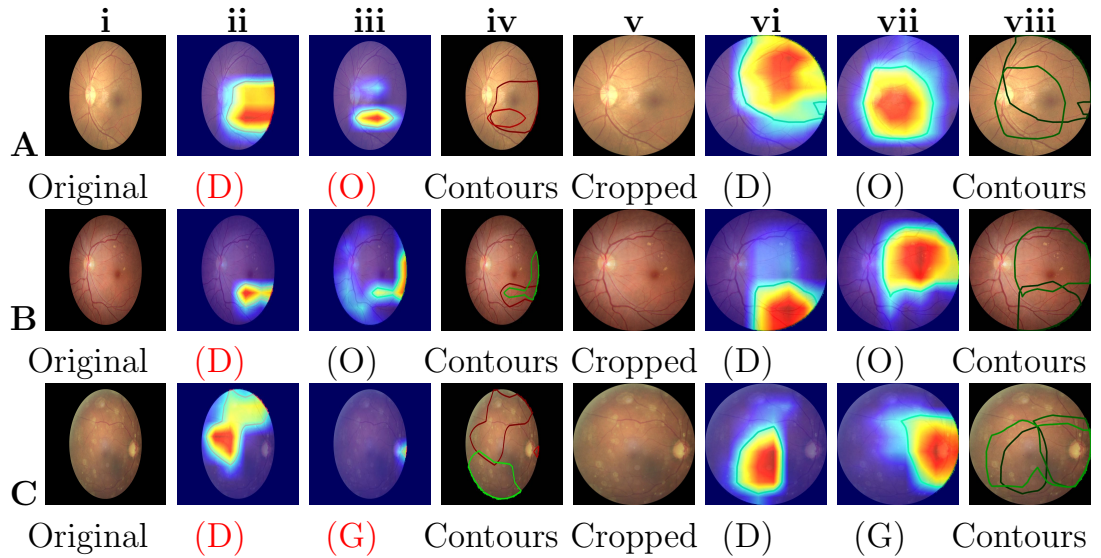 i ii iii iv v vi vii viii
A
Original (D) (O) Contours Cropped (D) (O) Contours
B
Original (D) (O) Contours Cropped (D) (O) Contours
C
Original (D) (G) Contours Cropped (D) (G) Contours